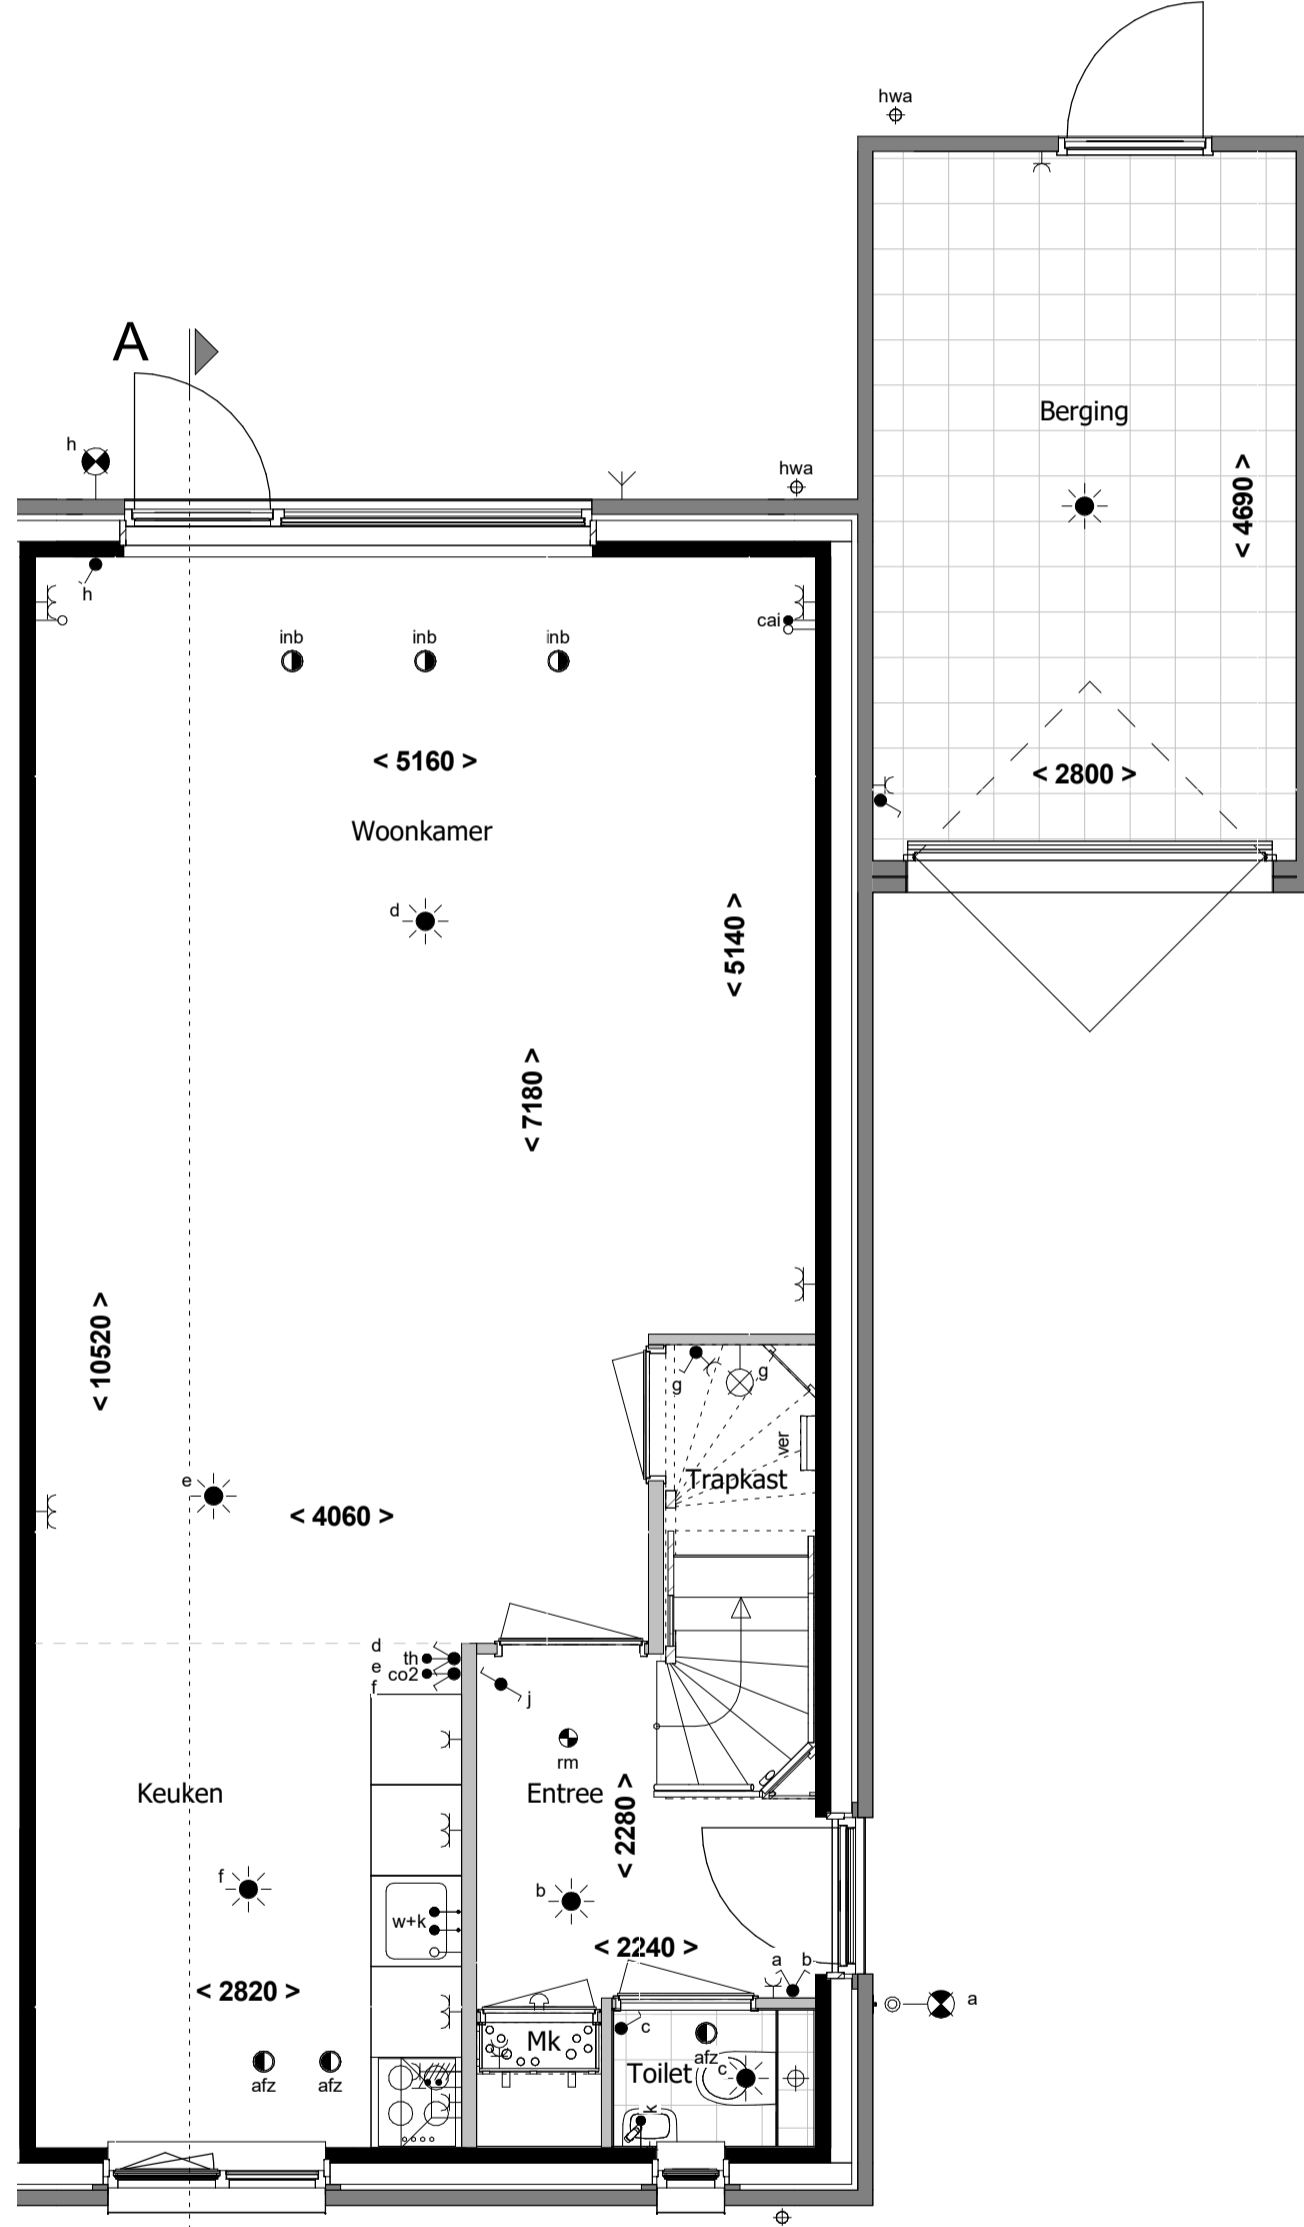 hwa
A
h
hwa
Berging
< 4690 >
h
cai
inb
inb
inb
< 5160 >
< 2800 >
Woonkamer
d
< 5140 >
< 7180 >
< 10520 >
g
g
ver
Trapkast
e
< 4060 >
d
th
e
co2
f
j
rm
Keuken
Entree
< 2280 >
f
b
w+k
< 2240 >
a
b
< 2820 >
a
c
Mk
afz
afz
afz
Toilet
c
k